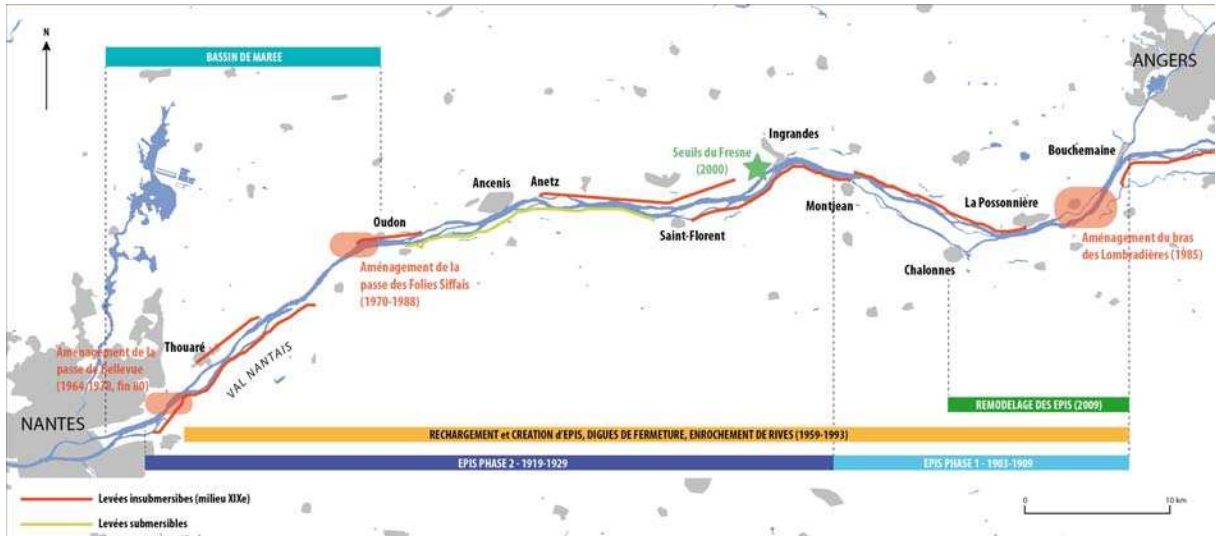 N
BASSIN DE MAREE
ANGERS
Ingrandes
Seuils du Fresne
(2000)
Bouchemaine
Ancenis
Anetz
La Possonnière
Oudon
Montjean
Saint-Florent
Aménagement du bras
des Lombradières (1985)
Chalonnes
Aménagement de la
passe des Folies Siffais
(1970-1988)
Thouaré
VAL NANTAIS
Aménagement de la
passe de Bellevue
(1964-1978, fin 80)
NANTES
REMODELAGE DES EPIS (2009)
RECHARGEMENT et CREATION d'EPIS, DIGUES DE FERMETURE, ENROCHEMENT DE RIVES (1959-1993)
EPIS PHASE 2 - 1919-1929
EPIS PHASE 1 - 1903-1909
Levées insubmersibles (milieu XIXe)
Levées submersibles
0
10 km